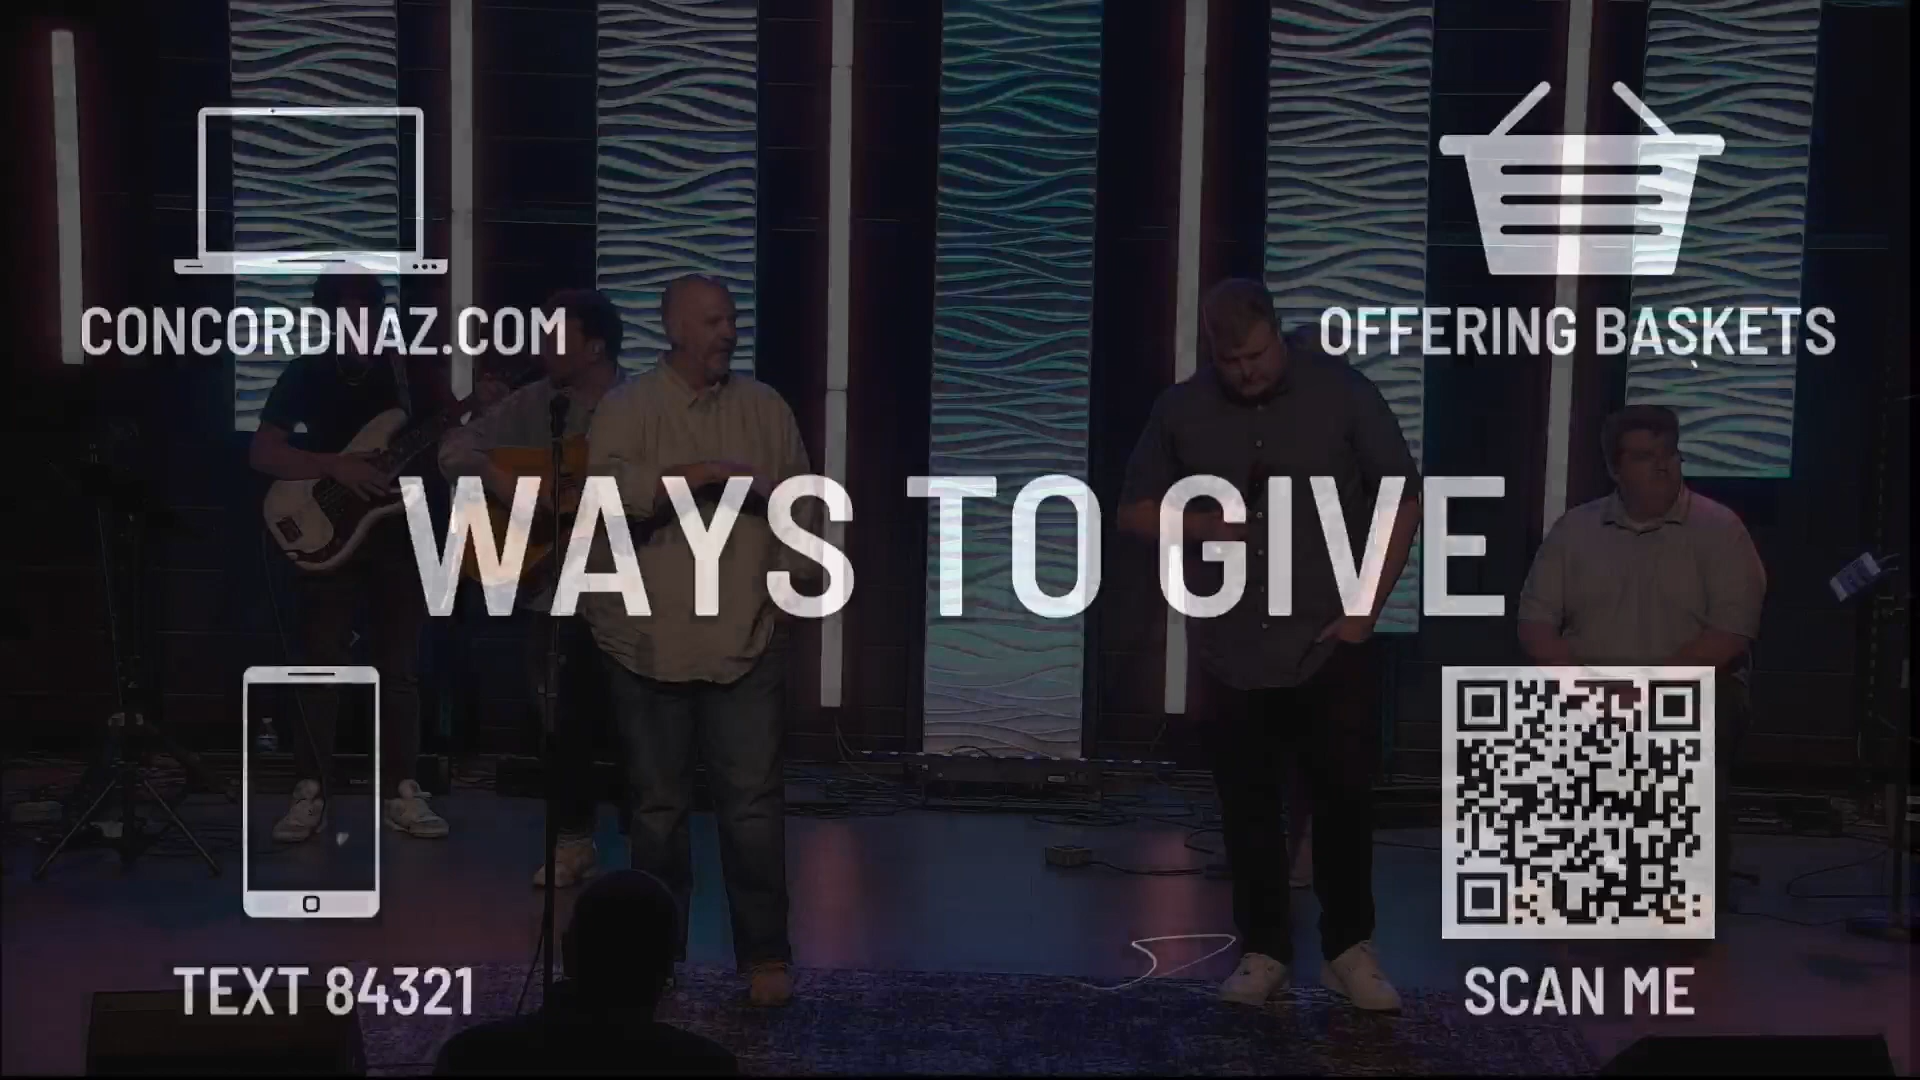 CONCORDNAZ.COM
OFFERING BASKETS
WAYS TO GIVE
TEXT 84321
SCAN ME